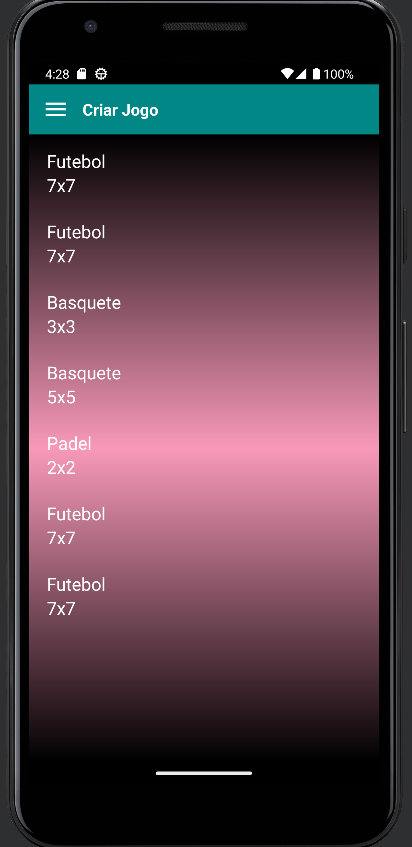 4:28 100%
Criar Jogo
Futebol
7x7
Futebol
7x7
Basquete
3x3
Basquete
5x5
Padel
2x2
Futebol
7x7
Futebol
7x7